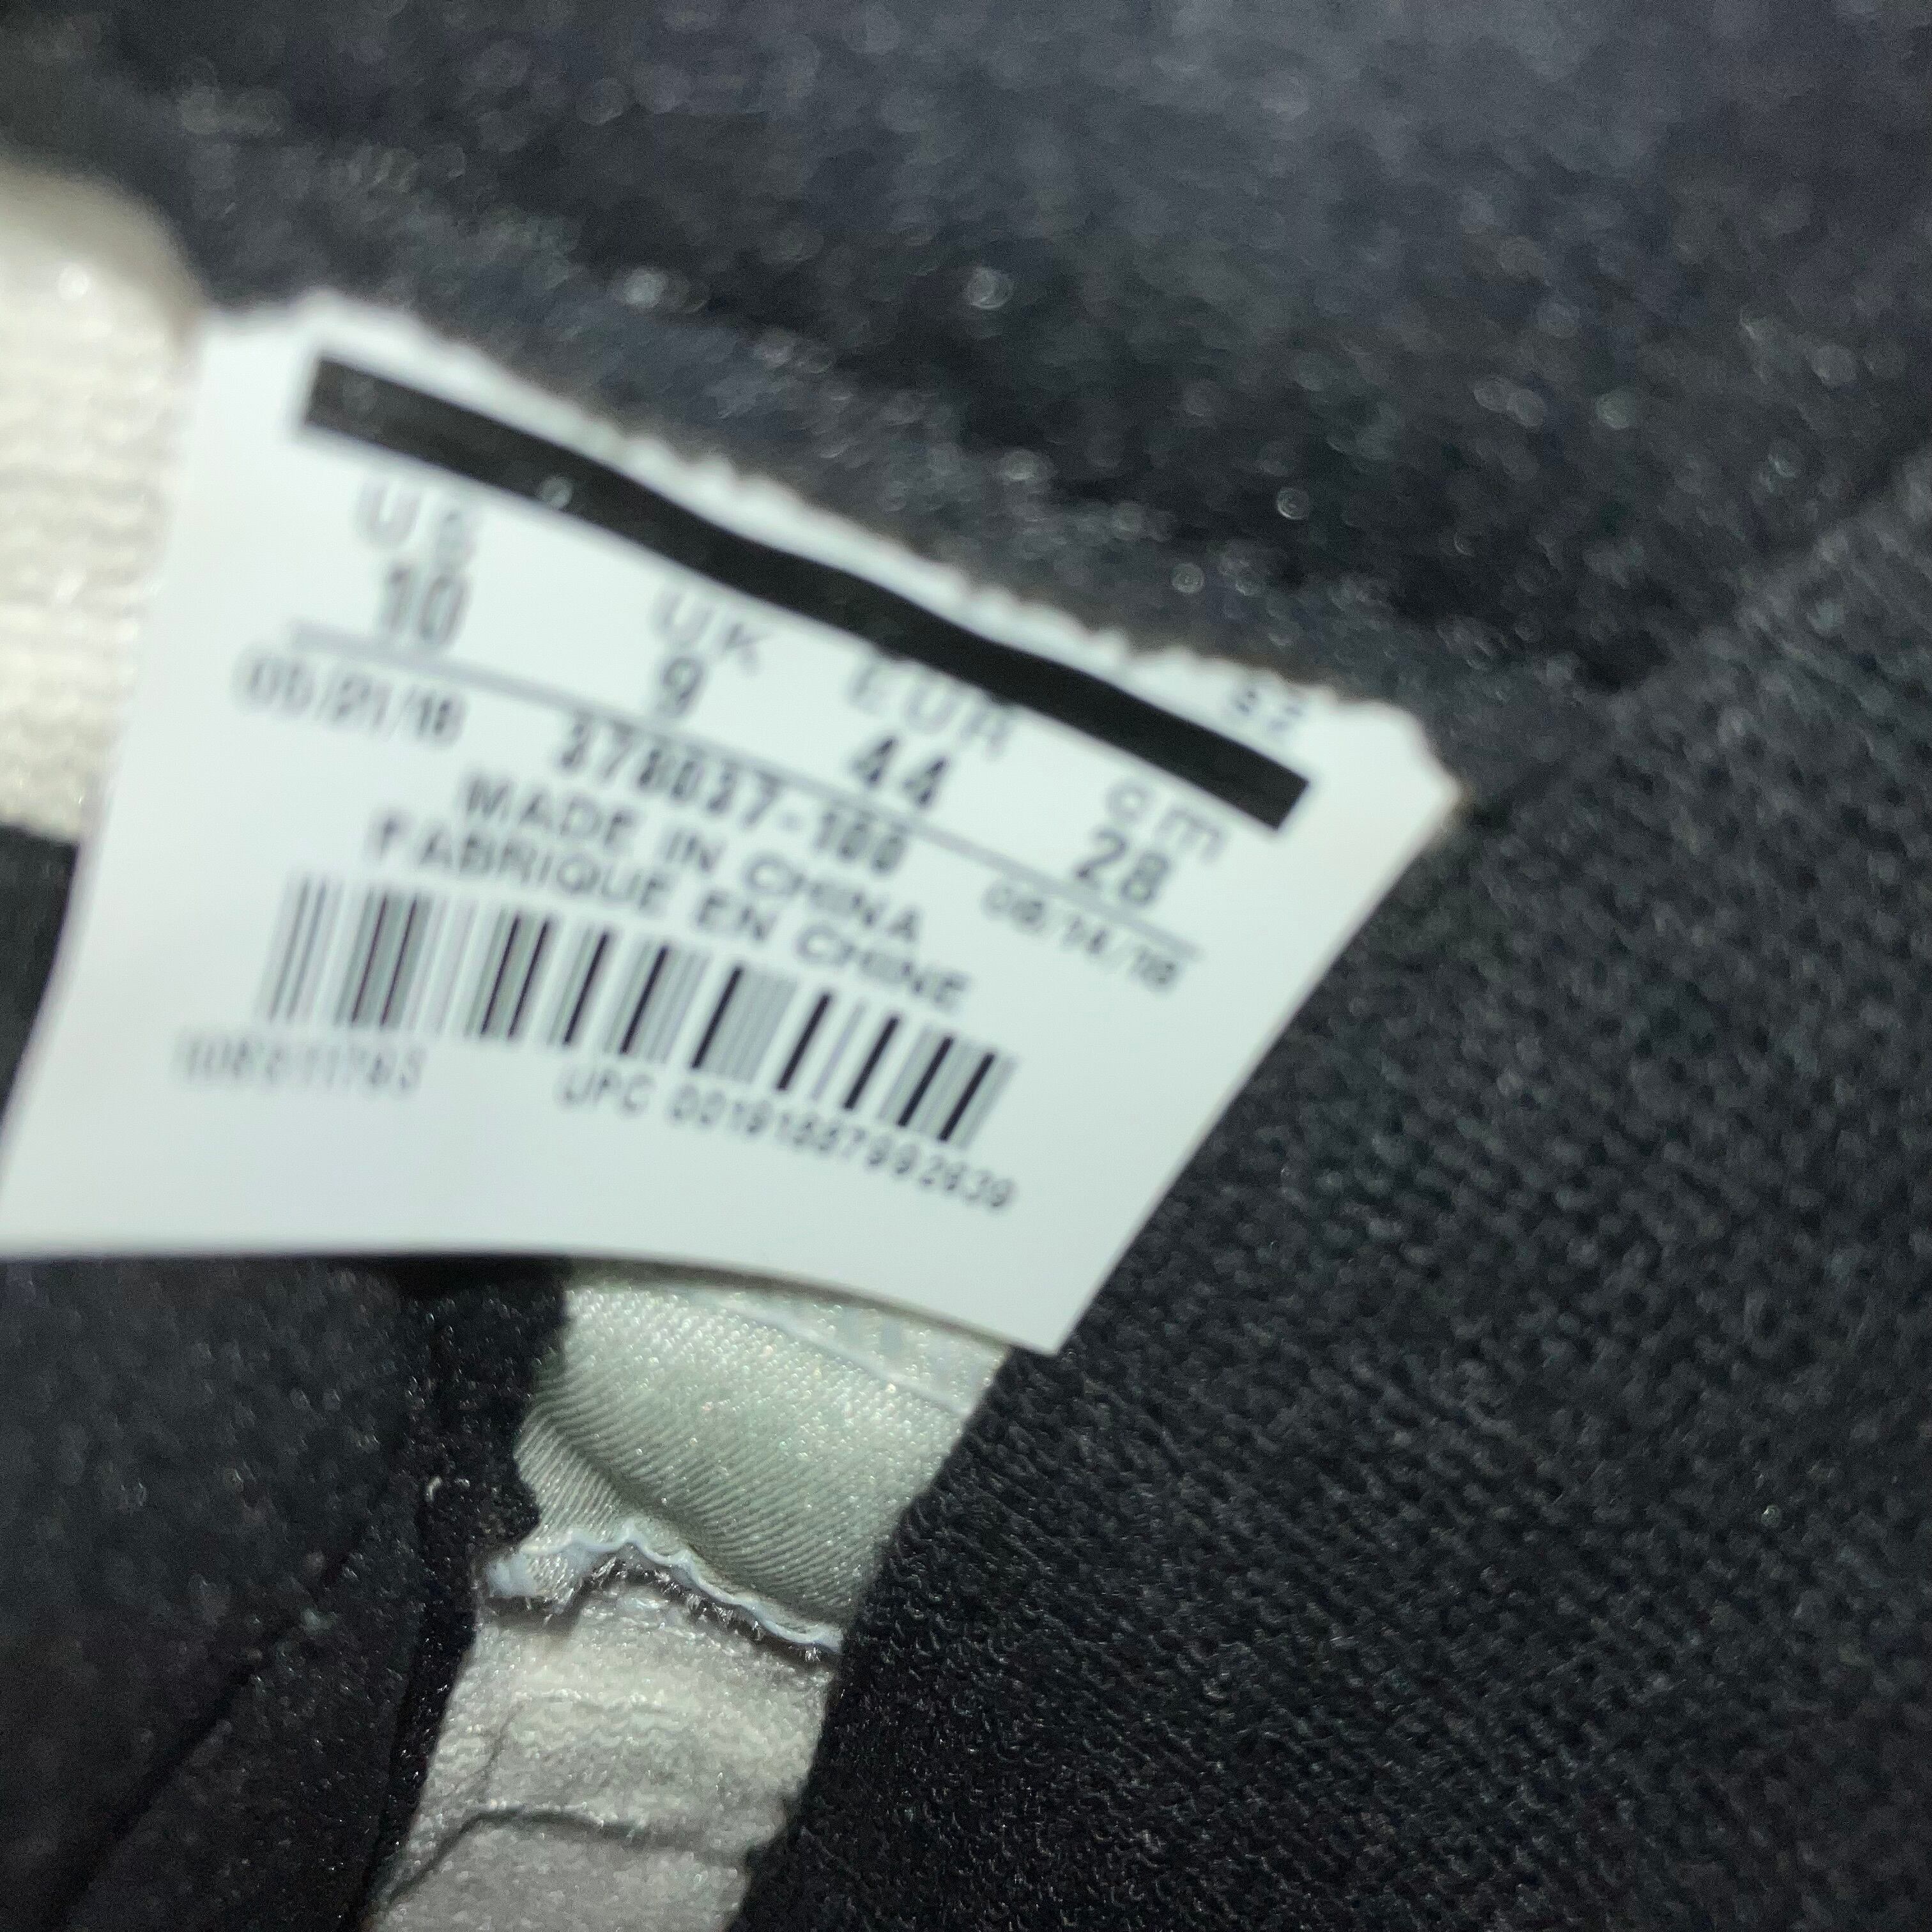 US UK EUR cm
10 9 44 28
05/21/18 378037-100 08/14/18
MADE IN CHINA
FABRIQUE EN CHINE
UPC 00191887992639